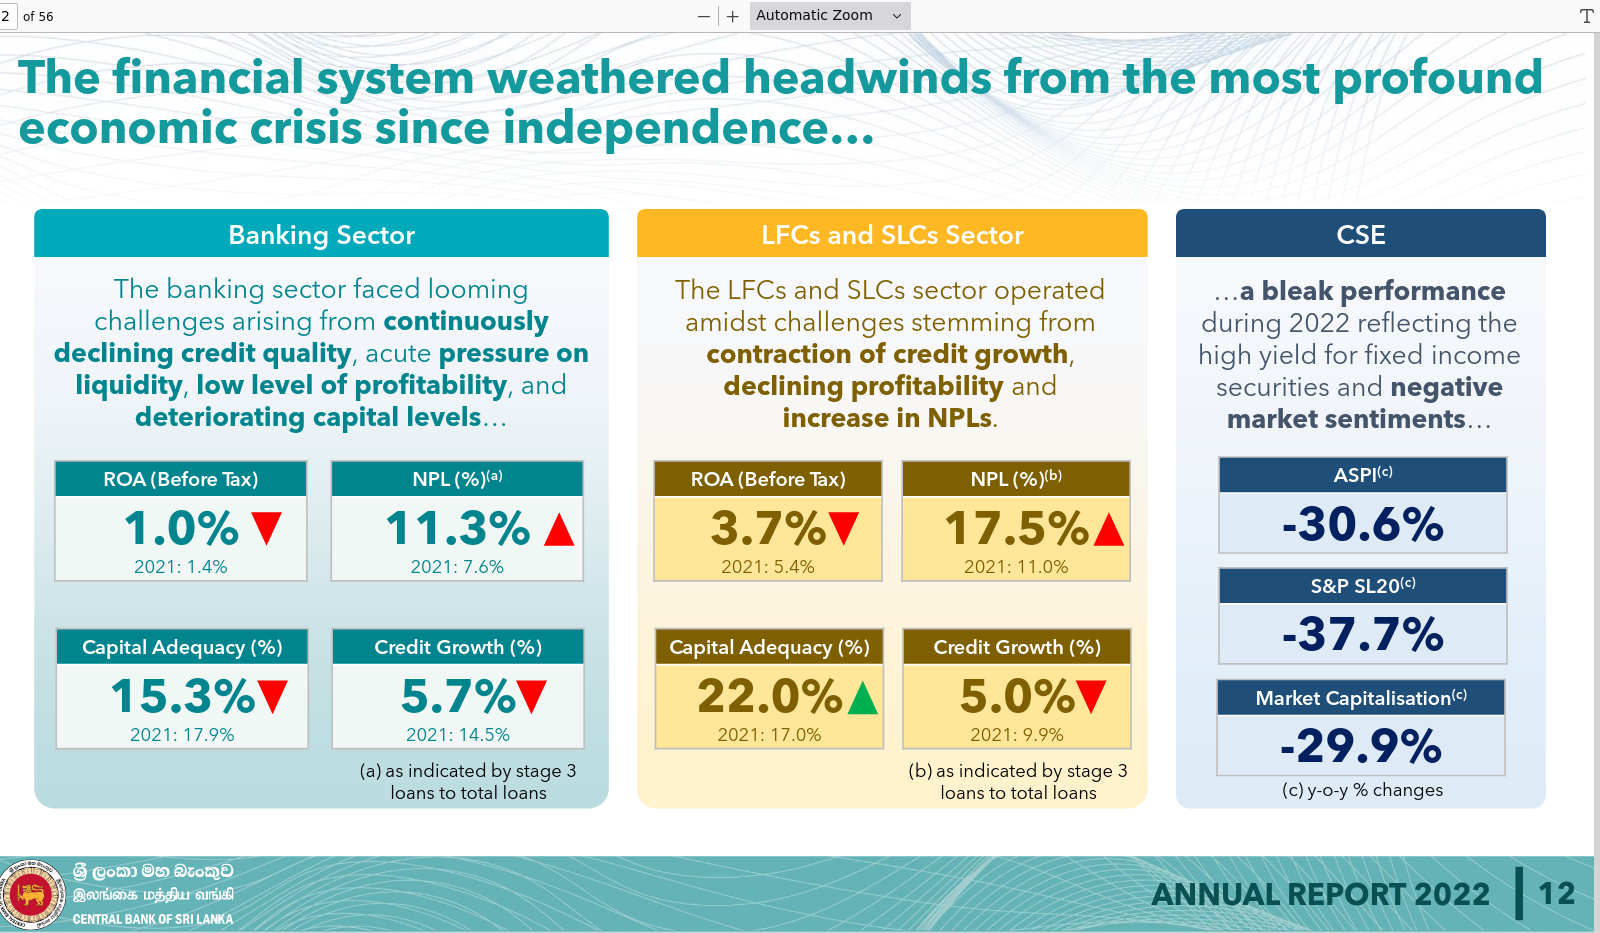 2 of 56
Automatic Zoom
T
The financial system weathered headwinds from the most profound
economic crisis since independence...
Banking Sector
The banking sector faced looming
challenges arising from continuously
declining credit quality, acute pressure on
liquidity, low level of profitability, and
deteriorating capital levels...
ROA (Before Tax)
1.0%
2021: 1.4%
NPL (%)(a)
11.3%
2021: 7.6%
Capital Adequacy (%)
15.3%
2021: 17.9%
Credit Growth (%)
5.7%
2021: 14.5%
(a) as indicated by stage 3
loans to total loans
LFCs and SLCs Sector
The LFCs and SLCs sector operated
amidst challenges stemming from
contraction of credit growth,
declining profitability and
increase in NPLs.
ROA (Before Tax)
3.7%
2021: 5.4%
NPL (%)(b)
17.5%
2021: 11.0%
Capital Adequacy (%)
22.0%
2021: 17.0%
Credit Growth (%)
5.0%
2021: 9.9%
(b) as indicated by stage 3
loans to total loans
CSE
...a bleak performance
during 2022 reflecting the
high yield for fixed income
securities and negative
market sentiments...
ASPI(c)
-30.6%
S&P SL20(c)
-37.7%
Market Capitalisation(c)
-29.9%
(c) y-o-y % changes
ශ්‍රී ලංකා මහ බැංකුව
இலங்கை மத்திய வங்கி
CENTRAL BANK OF SRI LANKA
ANNUAL REPORT 2022
12